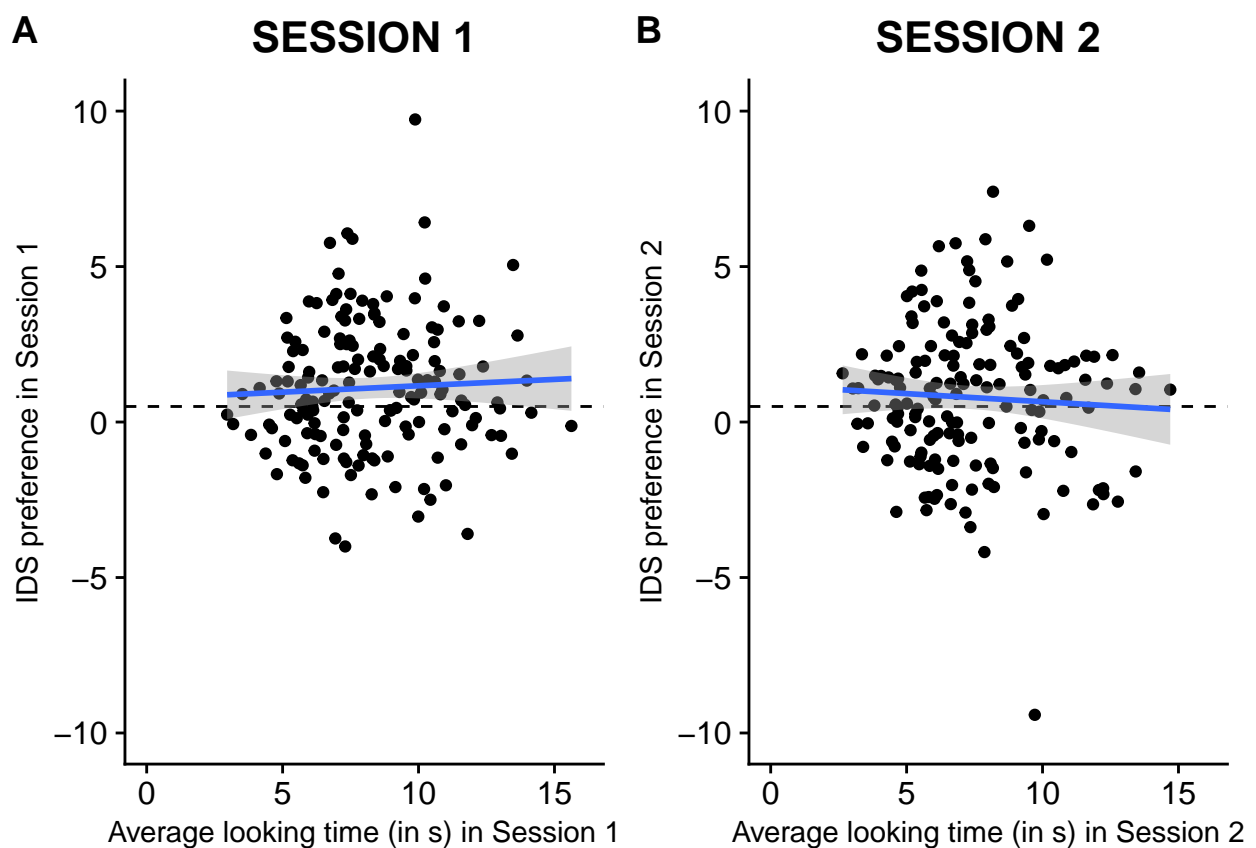 A
SESSION 1
10
5
0
−5
−10
IDS preference in Session 1
0 5 10 15
Average looking time (in s) in Session 1
B
SESSION 2
10
5
0
−5
−10
IDS preference in Session 2
0 5 10 15
Average looking time (in s) in Session 2